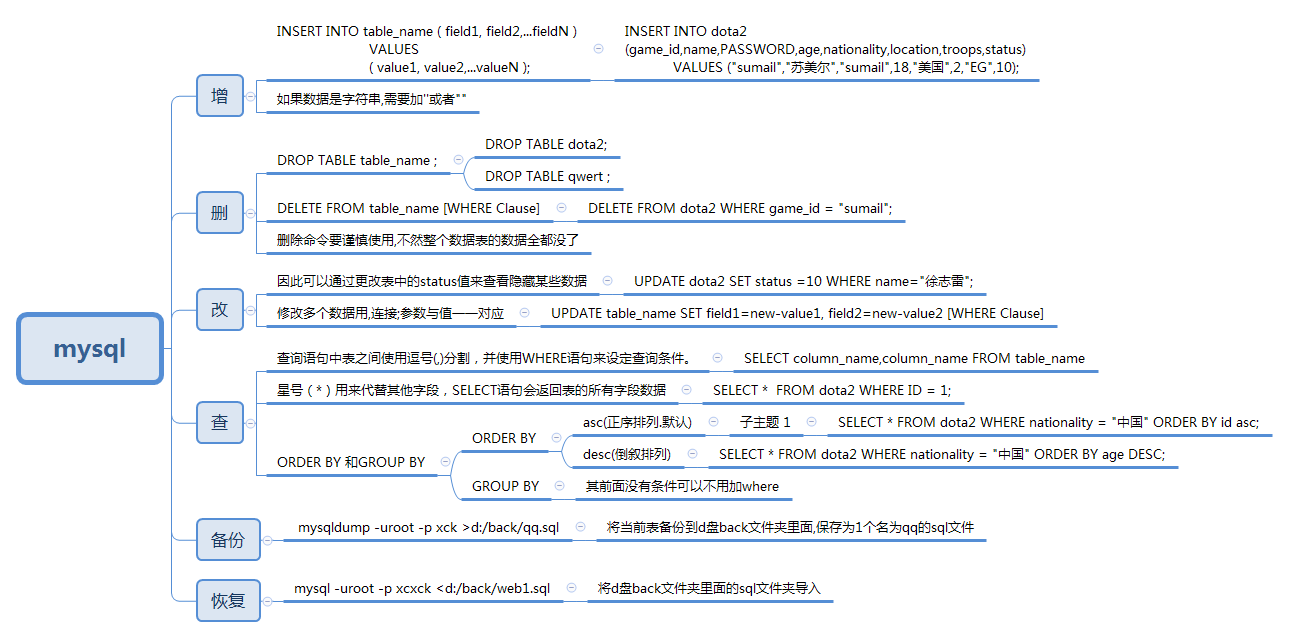 mysql
增
INSERT INTO table_name ( field1, field2,...fieldN )
VALUES
( value1, value2,...valueN );
INSERT INTO dota2
(game_id,name,PASSWORD,age,nationality,location,troops,status)
VALUES ("sumail","苏美尔","sumail",18,"美国",2,"EG",10);
如果数据是字符串,需要加''或者""
删
DROP TABLE table_name ;
DROP TABLE dota2;
DROP TABLE qwert ;
DELETE FROM table_name [WHERE Clause]
DELETE FROM dota2 WHERE game_id = "sumail";
删除命令要谨慎使用,不然整个数据表的数据全都没了
改
因此可以通过更改表中的status值来查看隐藏某些数据
UPDATE dota2 SET status =10 WHERE name="徐志雷";
修改多个数据用,连接;参数与值一一对应
UPDATE table_name SET field1=new-value1, field2=new-value2 [WHERE Clause]
查
查询语句中表之间使用逗号(,)分割，并使用WHERE语句来设定查询条件。
SELECT column_name,column_name FROM table_name
星号（*）用来代替其他字段，SELECT语句会返回表的所有字段数据
SELECT *  FROM dota2 WHERE ID = 1;
ORDER BY 和GROUP BY
ORDER BY
asc(正序排列.默认)
子主题 1
SELECT * FROM dota2 WHERE nationality = "中国" ORDER BY id asc;
desc(倒叙排列)
SELECT * FROM dota2 WHERE nationality = "中国" ORDER BY age DESC;
GROUP BY
其前面没有条件可以不用加where
备份
mysqldump -uroot -p xck >d:/back/qq.sql
将当前表备份到d盘back文件夹里面,保存为1个名为qq的sql文件
恢复
mysql -uroot -p xcxck <d:/back/web1.sql
将d盘back文件夹里面的sql文件夹导入